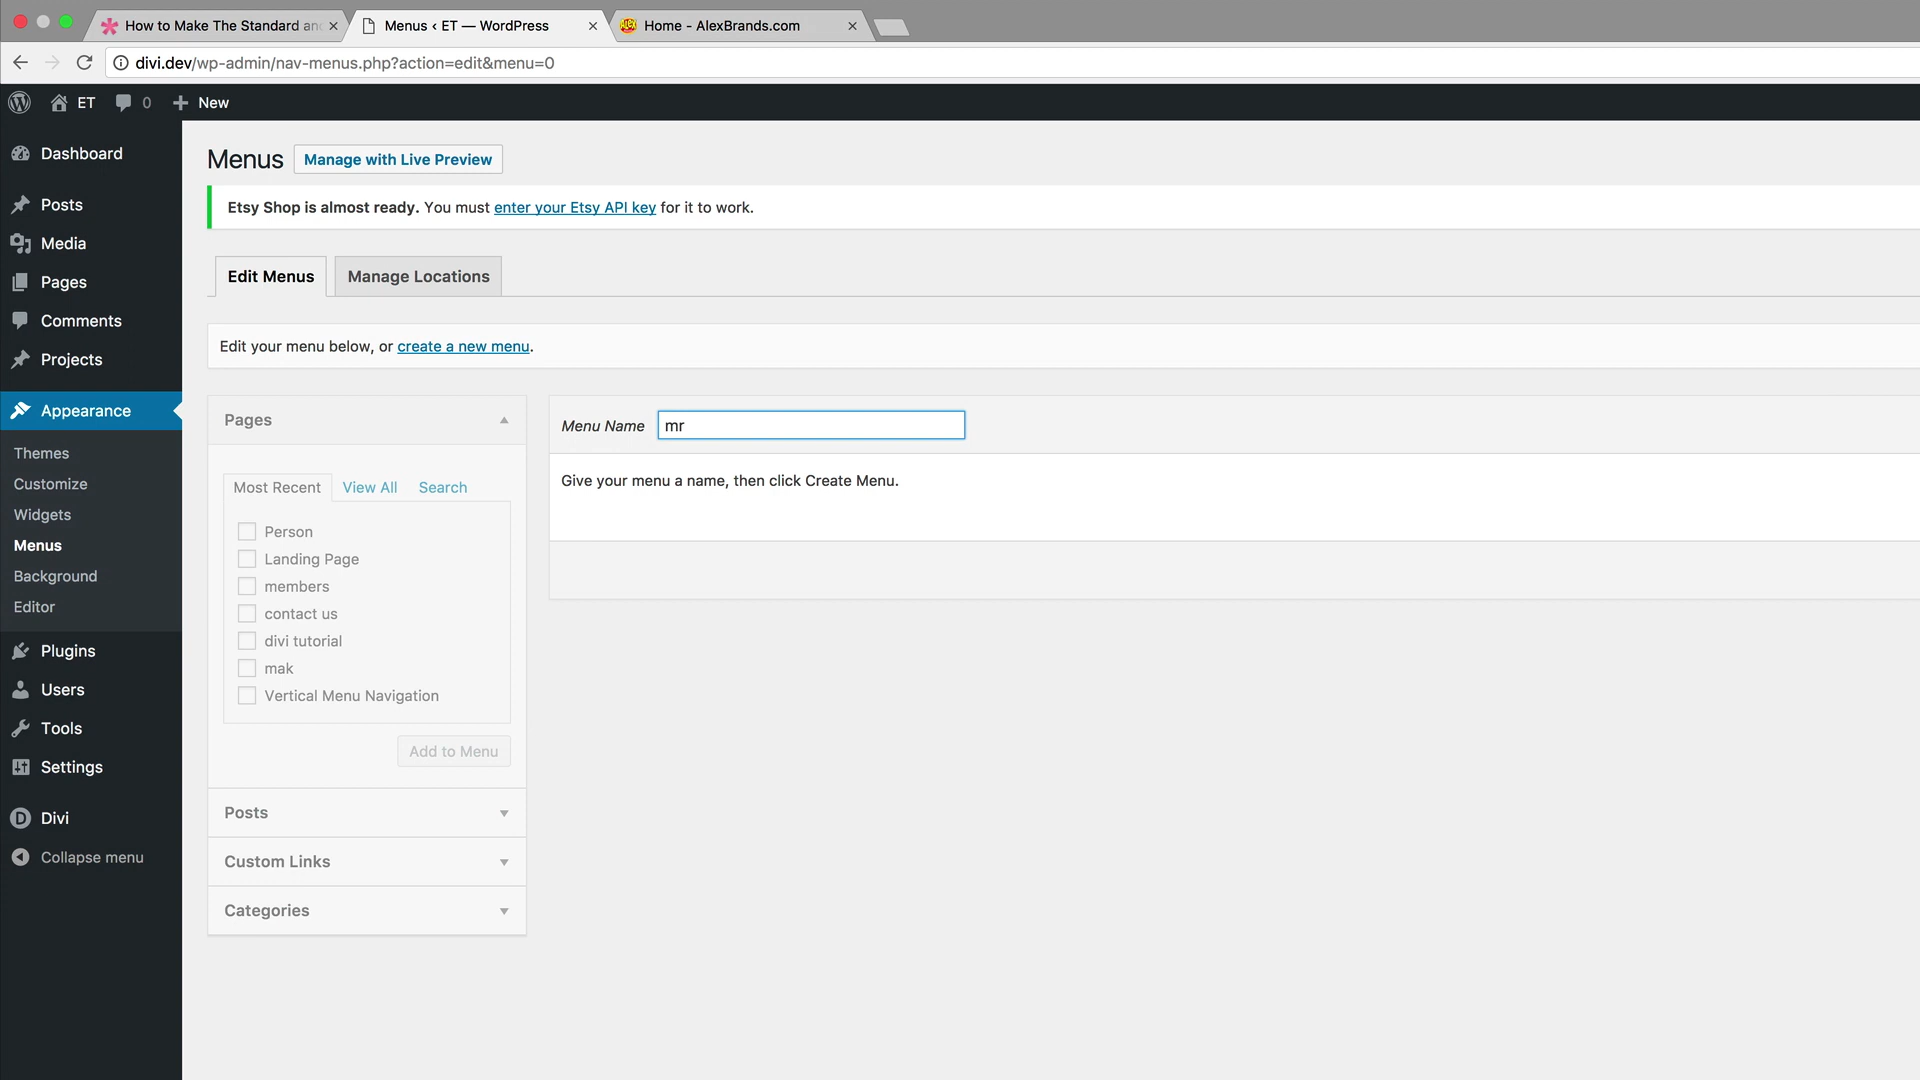 How to Make The Standard an
Menus ‹ ET — WordPress
Home - AlexBrands.com
divi.dev/wp-admin/nav-menus.php?action=edit&menu=0
ET
0
New
Dashboard
Posts
Media
Pages
Comments
Projects
Appearance
Themes
Customize
Widgets
Menus
Background
Editor
Plugins
Users
Tools
Settings
Divi
Collapse menu
Menus
Manage with Live Preview
Etsy Shop is almost ready. You must enter your Etsy API key for it to work.
Edit Menus
Manage Locations
Edit your menu below, or create a new menu.
Pages
Most Recent
View All
Search
Person
Landing Page
members
contact us
divi tutorial
mak
Vertical Menu Navigation
Add to Menu
Posts
Custom Links
Categories
Menu Name
mr
Give your menu a name, then click Create Menu.